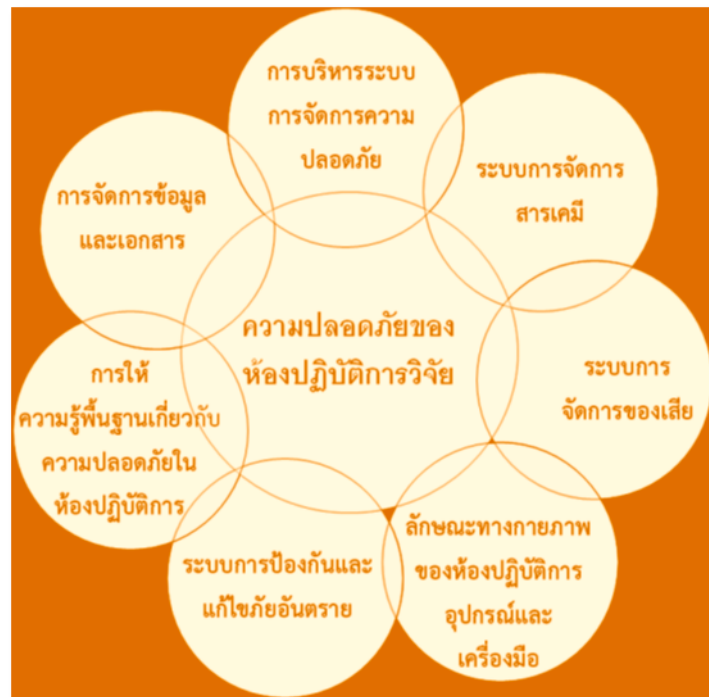 การบริหารระบบ
การจัดการความ
ปลอดภัย
ระบบการจัดการ
สารเคมี
ระบบการ
จัดการของเสีย
ลักษณะทางกายภาพ
ของห้องปฏิบัติการ
อุปกรณ์และ
เครื่องมือ
ระบบการป้องกันและ
แก้ไขภัยอันตราย
การให้
ความรู้พื้นฐานเกี่ยวกับ
ความปลอดภัยใน
ห้องปฏิบัติการ
การจัดการข้อมูล
และเอกสาร
ความปลอดภัยของ
ห้องปฏิบัติการวิจัย